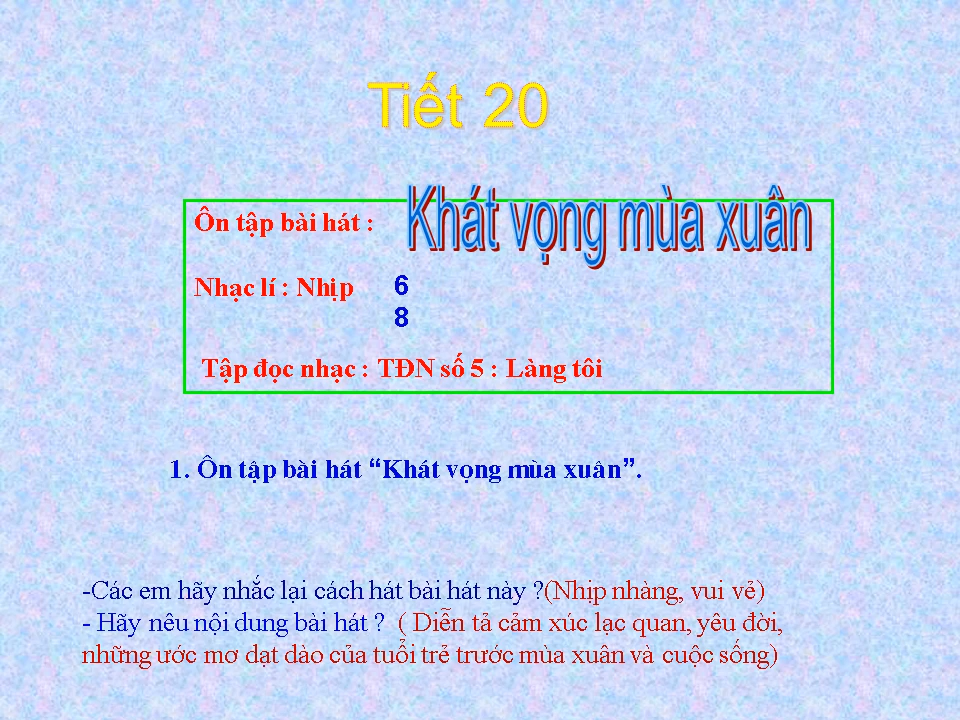 Tiết 20
Ôn tập bài hát : Khát vọng mùa xuân
Nhạc lí : Nhịp 6
8
Tập đọc nhạc : TĐN số 5 : Làng tôi
1. Ôn tập bài hát “Khát vọng mùa xuân”.
-Các em hãy nhắc lại cách hát bài hát này ?(Nhịp nhàng, vui vẻ)
- Hãy nêu nội dung bài hát ? ( Diễn tả cảm xúc lạc quan, yêu đời,
những ước mơ dạt dào của tuổi trẻ trước mùa xuân và cuộc sống)